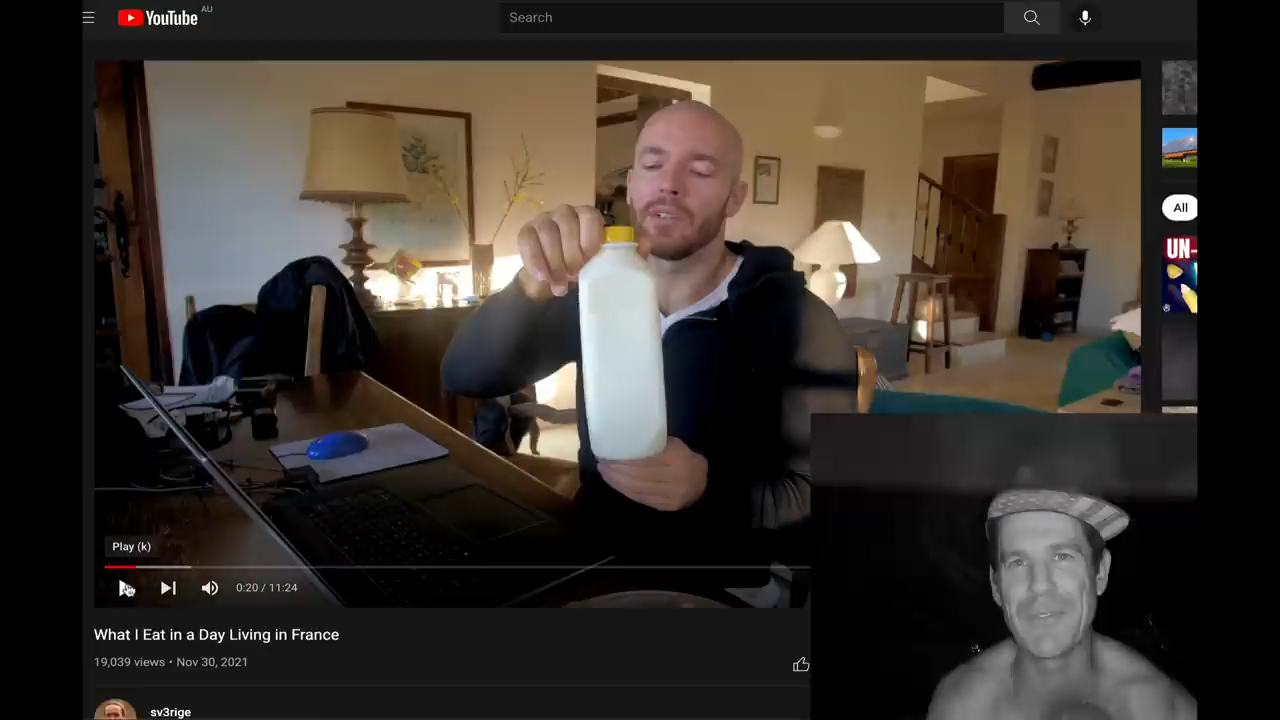 YouTube AU
Search
All
UN-
Play (k)
0:20 / 11:24
What I Eat in a Day Living in France
19,039 views • Nov 30, 2021
sv3rige